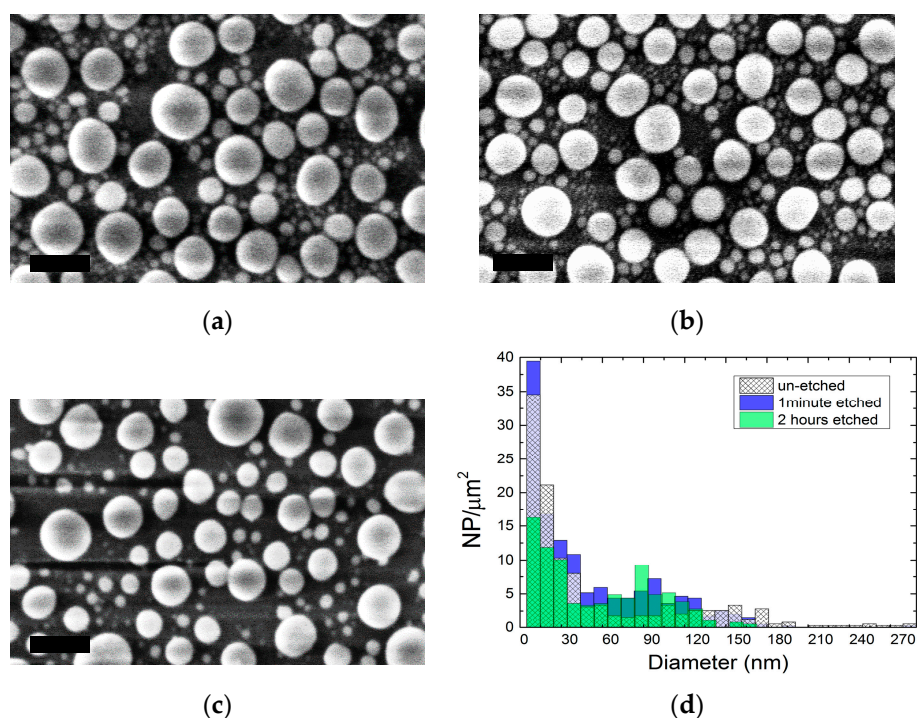 (a)
(b)
40
35
30
25
20
15
10
5
0
NP/μm²
un-etched
1minute etched
2 hours etched
0 30 60 90 120 150 180 210 240 270
Diameter (nm)
(c)
(d)